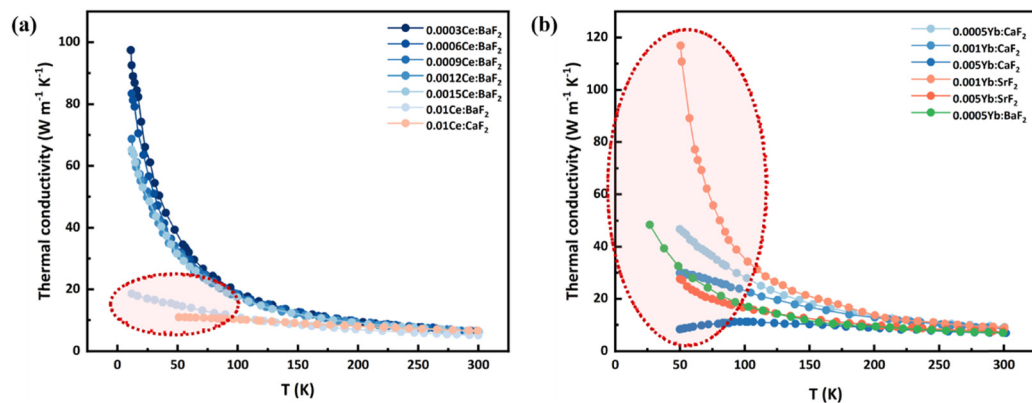 (a)
Thermal conductivity (W m⁻¹ K⁻¹)
100
80
60
40
20
0
0
50
100
150
200
250
300
T (K)
0.0003Ce:BaF₂
0.0006Ce:BaF₂
0.0009Ce:BaF₂
0.0012Ce:BaF₂
0.0015Ce:BaF₂
0.01Ce:BaF₂
0.01Ce:CaF₂
(b)
Thermal conductivity (W m⁻¹ K⁻¹)
120
100
80
60
40
20
0
0
50
100
150
200
250
300
T (K)
0.0005Yb:CaF₂
0.001Yb:CaF₂
0.005Yb:CaF₂
0.001Yb:SrF₂
0.005Yb:SrF₂
0.0005Yb:BaF₂